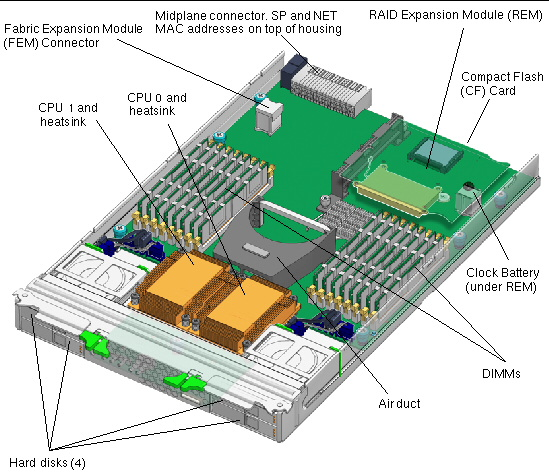 Midplane connector. SP and NET
MAC addresses on top of housing
RAID Expansion Module (REM)
Fabric Expansion Module
(FEM) Connector
Compact Flash
(CF) Card
CPU 1 and
heatsink
CPU 0 and
heatsink
Clock Battery
(under REM)
DIMMs
Air duct
Hard disks (4)